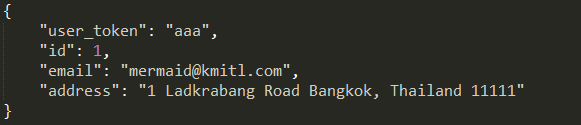 {
"user_token": "aaa",
"id": 1,
"email": "mermaid@kmitl.com",
"address": "1 Ladkrabang Road Bangkok, Thailand 11111"
}